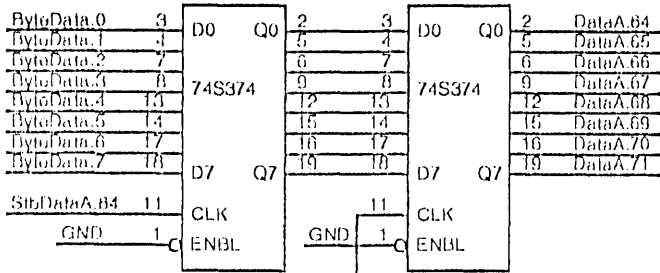 ByteData.0 3 D0 Q0 2 3 D0 Q0 2 DataA.64
ByteData.1 4 5 4 5 DataA.65
ByteData.2 7 6 7 6 DataA.66
ByteData.3 8 74S374 9 8 74S374 9 DataA.67
ByteData.4 13 12 13 12 DataA.68
ByteData.5 14 15 14 15 DataA.69
ByteData.6 17 16 17 16 DataA.70
ByteData.7 18 D7 Q7 19 18 D7 Q7 19 DataA.71
StbDataA.64 11 CLK 11 CLK
GND 1 ENBL GND 1 ENBL